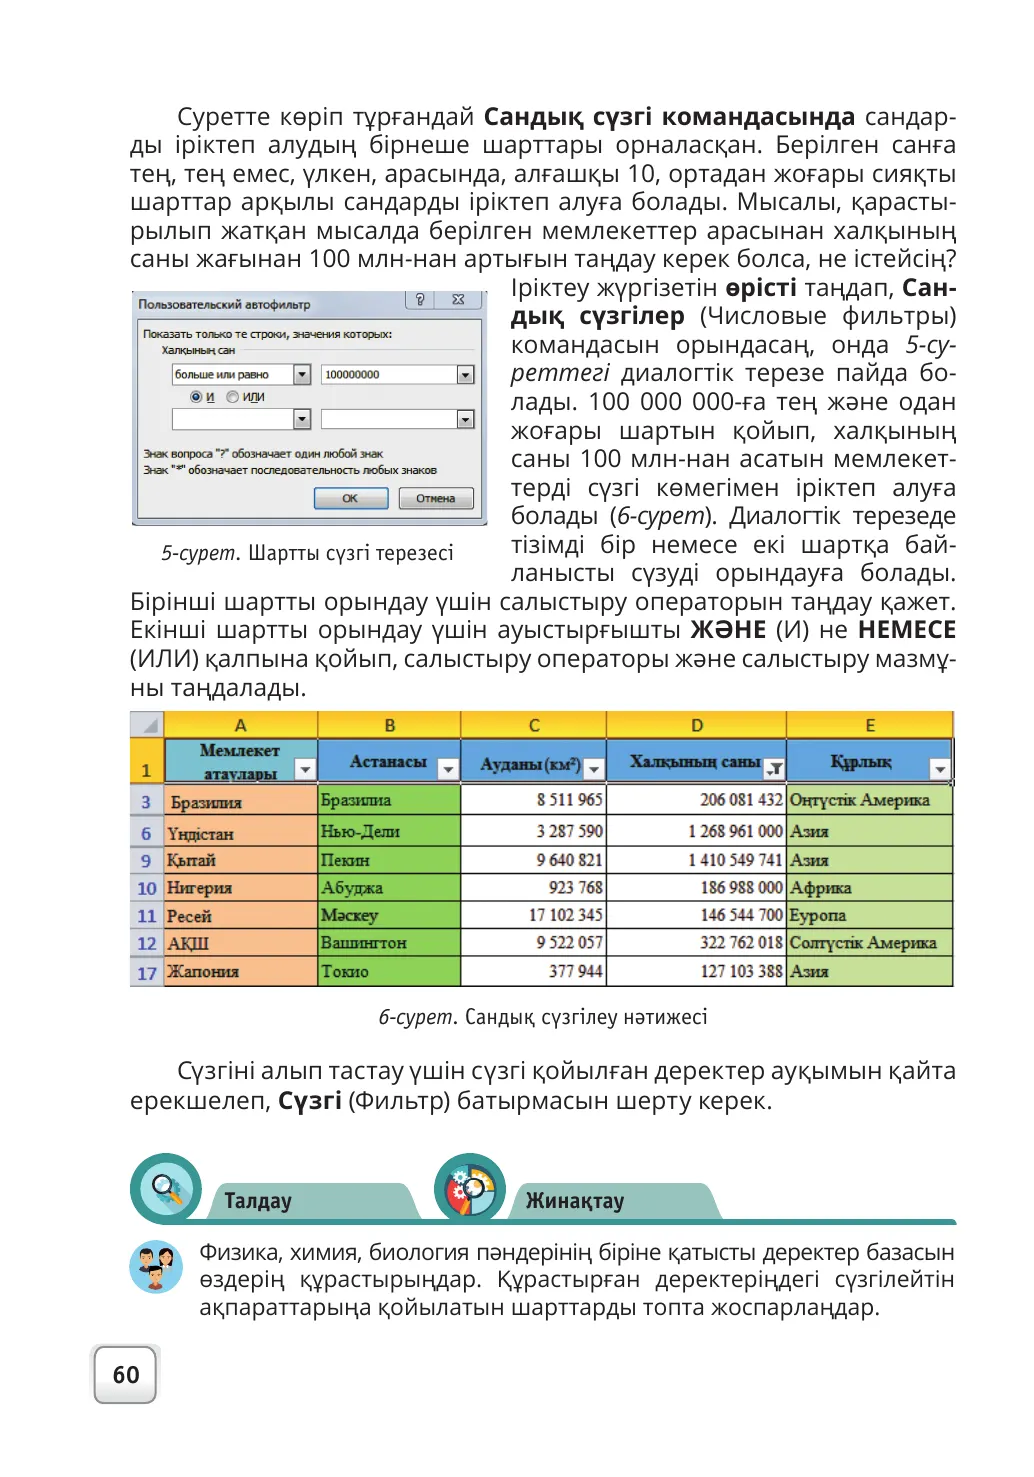 Суретте көріп тұрғандай Сандық сүзгі командасында сандар-
ды іріктеп алудың бірнеше шарттары орналасқан. Берілген санға
тең, тең емес, үлкен, арасында, алғашқы 10, ортадан жоғары сияқты
шарттар арқылы сандарды іріктеп алуға болады. Мысалы, қарасты-
рылып жатқан мысалда берілген мемлекеттер арасынан халқының
саны жағынан 100 млн-нан артығын таңдау керек болса, не істейсің?
Іріктеу жүргізетін өрісті таңдап, Сан-
дық сүзгілер (Числовые фильтры)
командасын орындасаң, онда 5-су-
реттегі диалогтік терезе пайда бо-
лады. 100 000 000-ға тең және одан
жоғары шартын қойып, халқының
саны 100 млн-нан асатын мемлекет-
терді сүзгі көмегімен іріктеп алуға
болады (6-сурет). Диалогтік терезеде
тізімді бір немесе екі шартқа бай-
ланысты сүзуді орындауға болады.
Пользовательский автофильтр
Показать только те строки, значения которых:
Халқының сан
больше или равно 100000000
И ИЛИ
Знак вопроса "?" обозначает один любой знак
Знак "*" обозначает последовательность любых знаков
ОК Отмена
5-сурет. Шартты сүзгі терезесі
Бірінші шартты орындау үшін салыстыру операторын таңдау қажет.
Екінші шартты орындау үшін ауыстырғышты ЖӘНЕ (И) не НЕМЕСЕ
(ИЛИ) қалпына қойып, салыстыру операторы және салыстыру мазмұ-
ны таңдалады.
A B C D E
1 Мемлекет атаулары Астанасы Ауданы (км²) Халқының саны Құрлық
3 Бразилия Бразилиа 8 511 965 206 081 432 Оңтүстік Америка
6 Үндістан Нью-Дели 3 287 590 1 268 961 000 Азия
9 Қытай Пекин 9 640 821 1 410 549 741 Азия
10 Нигерия Абуджа 923 768 186 988 000 Африка
11 Ресей Мәскеу 17 102 345 146 544 700 Еуропа
12 АҚШ Вашингтон 9 522 057 322 762 018 Солтүстік Америка
17 Жапония Токио 377 944 127 103 388 Азия
6-сурет. Сандық сүзгілеу нәтижесі
Сүзгіні алып тастау үшін сүзгі қойылған деректер ауқымын қайта
ерекшелеп, Сүзгі (Фильтр) батырмасын шерту керек.
Талдау Жинақтау
Физика, химия, биология пәндерінің біріне қатысты деректер базасын
өздерің құрастырыңдар. Құрастырған деректеріңдегі сүзгілейтін
ақпараттарыңа қойылатын шарттарды топта жоспарлаңдар.
60